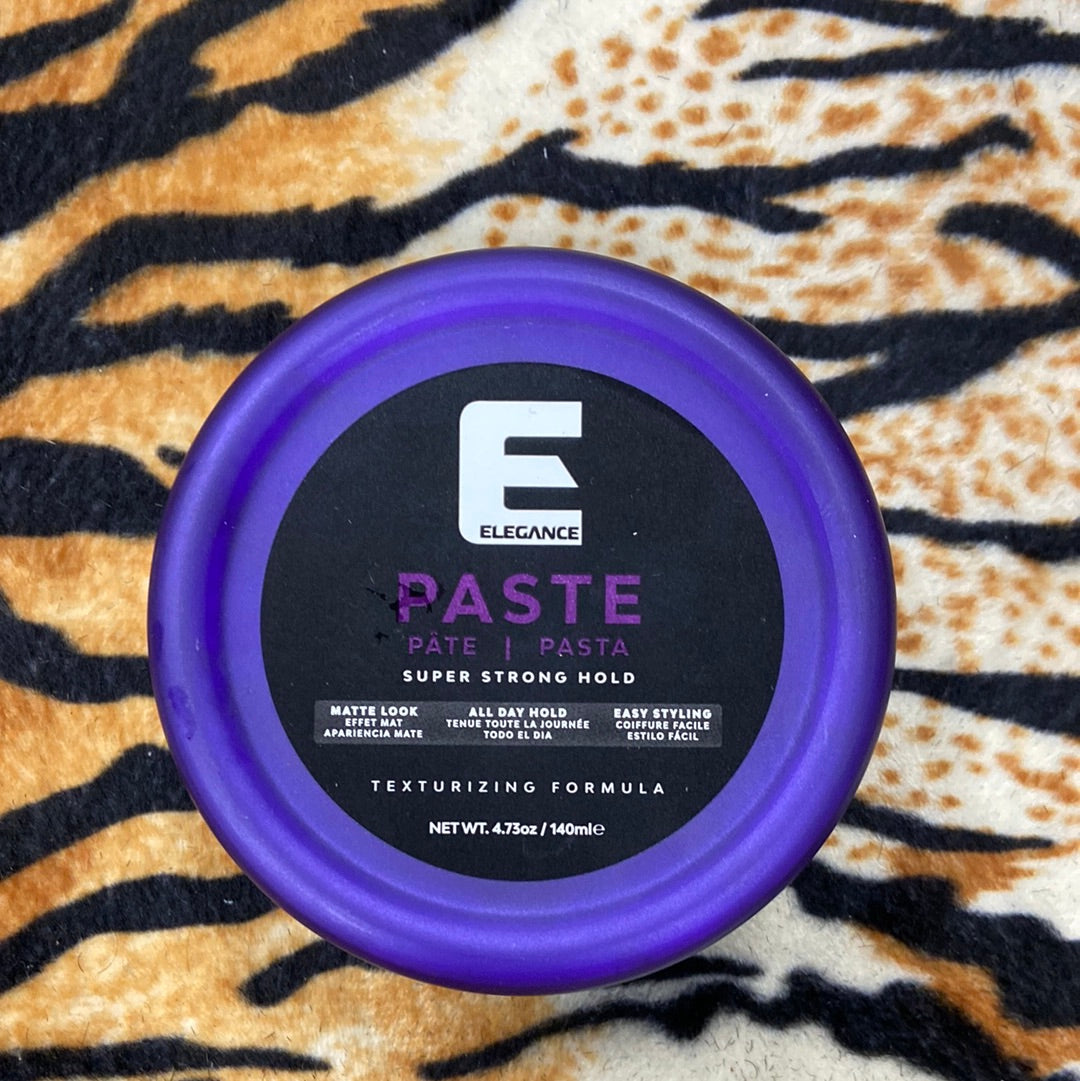 E
ELEGANCE
PASTE
PÂTE | PASTA
SUPER STRONG HOLD
MATTE LOOK
EFFET MAT
APARIENCIA MATE
ALL DAY HOLD
TENUE TOUTE LA JOURNÉE
TODO EL DIA
EASY STYLING
COIFFURE FACILE
ESTILO FÁCIL
TEXTURIZING FORMULA
NET WT. 4.73oz / 140ml℮